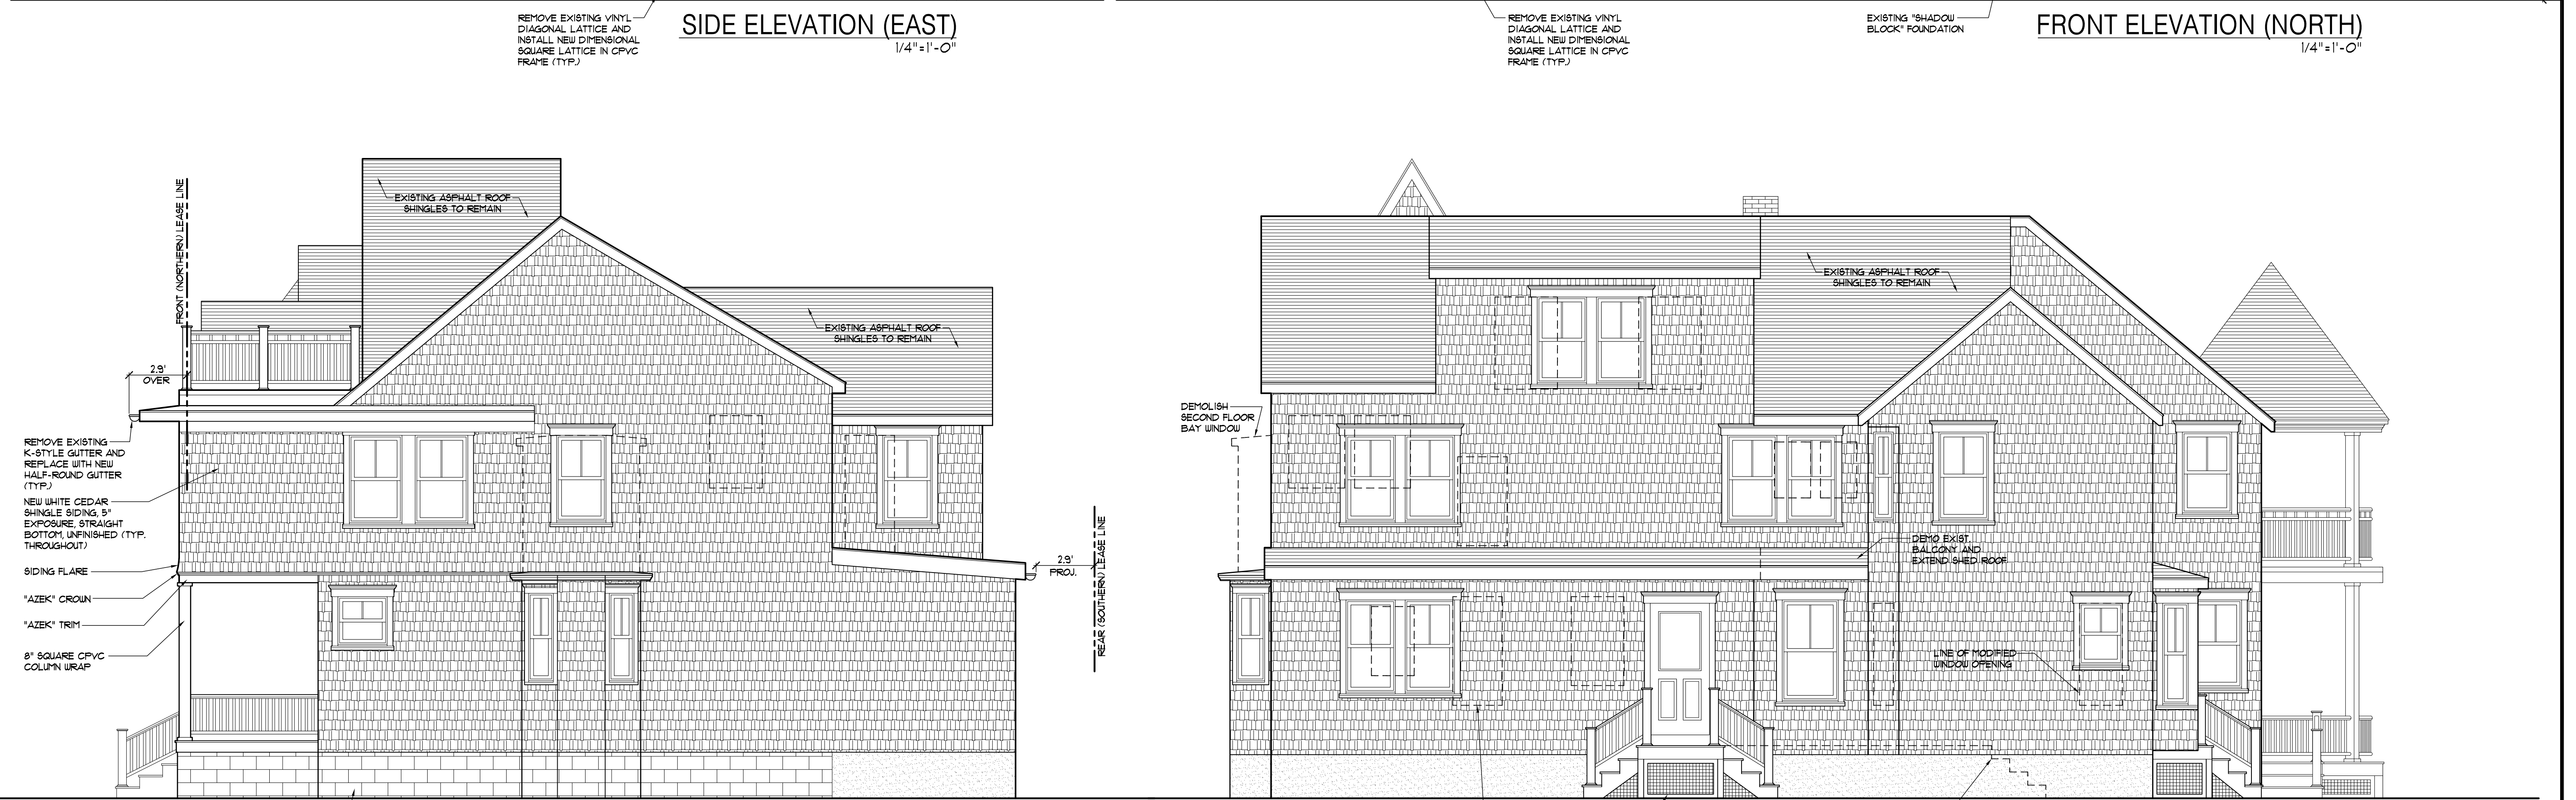 REMOVE EXISTING VINYL
DIAGONAL LATTICE AND
INSTALL NEW DIMENSIONAL
SQUARE LATTICE IN CPVC
FRAME (TYP.)
SIDE ELEVATION (EAST)
1/4"=1'-0"
REMOVE EXISTING VINYL
DIAGONAL LATTICE AND
INSTALL NEW DIMENSIONAL
SQUARE LATTICE IN CPVC
FRAME (TYP.)
EXISTING "SHADOW
BLOCK" FOUNDATION
FRONT ELEVATION (NORTH)
1/4"=1'-0"
FRONT (NORTHERN) LEASE LINE
EXISTING ASPHALT ROOF
SHINGLES TO REMAIN
EXISTING ASPHALT ROOF
SHINGLES TO REMAIN
2.9'
OVER
REMOVE EXISTING
K-STYLE GUTTER AND
REPLACE WITH NEW
HALF-ROUND GUTTER
(TYP.)
NEW WHITE CEDAR
SHINGLE SIDING, 5"
EXPOSURE, STRAIGHT
BOTTOM, UNFINISHED (TYP.
THROUGHOUT)
SIDING FLARE
"AZEK" CROWN
"AZEK" TRIM
8" SQUARE CPVC
COLUMN WRAP
2.9'
PROJ.
REAR (SOUTHERN) LEASE LINE
EXISTING ASPHALT ROOF
SHINGLES TO REMAIN
DEMOLISH
SECOND FLOOR
BAY WINDOW
DEMO EXIST.
BALCONY AND
EXTEND SHED ROOF
LINE OF MODIFIED
WINDOW OPENING